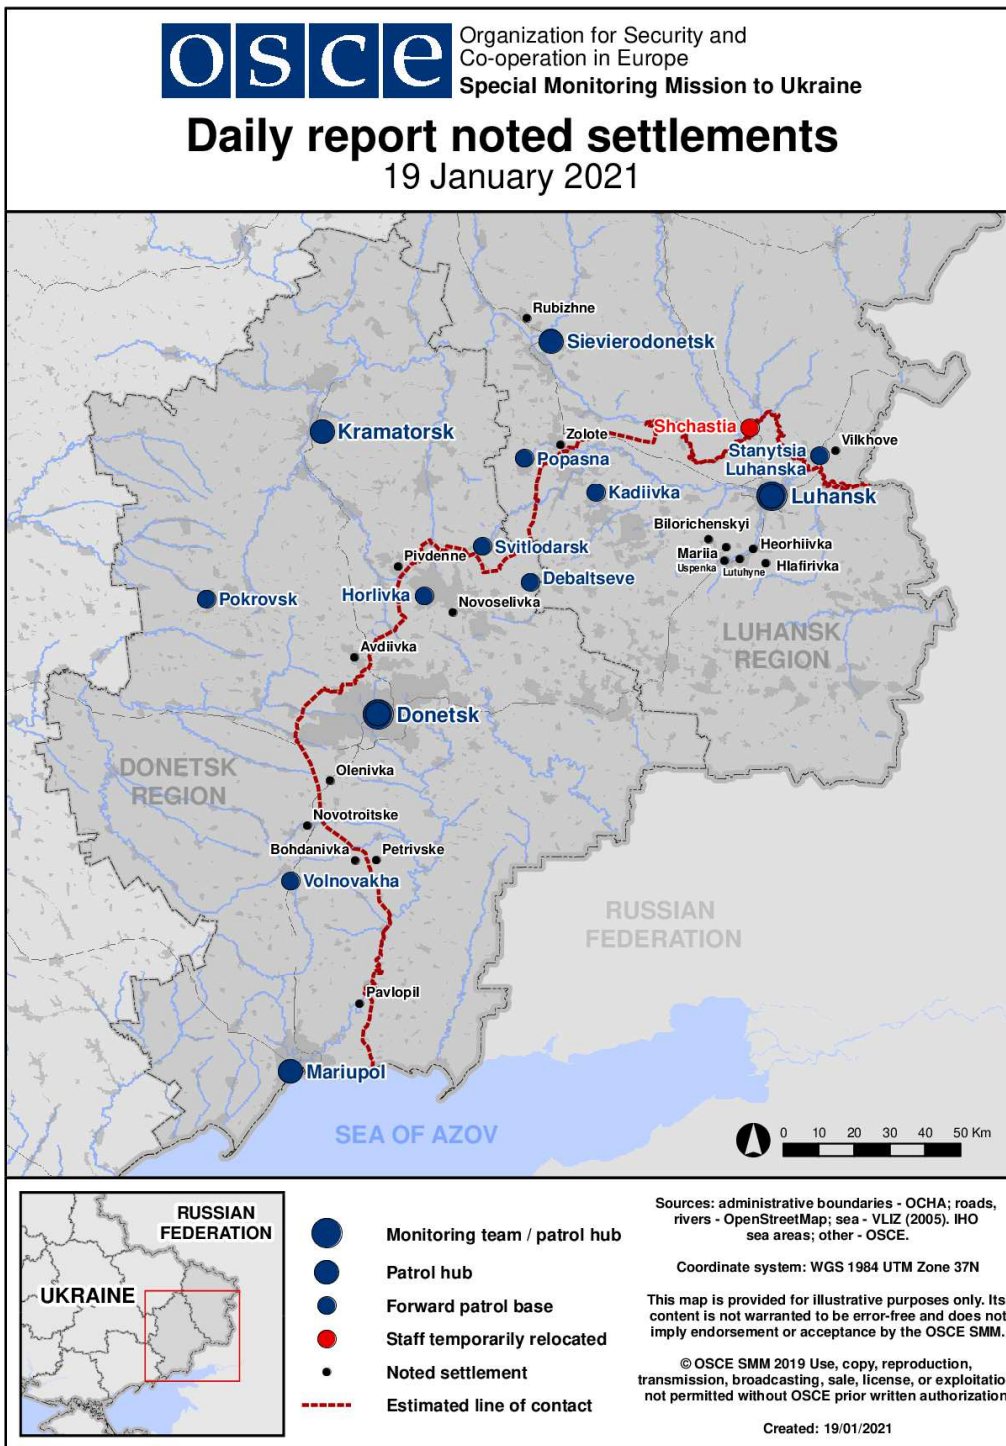 osce
Organization for Security and
Co-operation in Europe
Special Monitoring Mission to Ukraine
Daily report noted settlements
19 January 2021
Rubizhne
Sievierodonetsk
Shchastia
Kramatorsk
Zolote
Vilkhove
Stanytsia
Luhanska
Popasna
Kadiivka
Luhansk
Bilorichenskyi
Svitlodarsk
Heorhiivka
Mariia
Pivdenne
Uspenka
Lutuhyne
Hlafirivka
Debaltseve
Horlivka
Pokrovsk
Novoselivka
LUHANSK
REGION
Avdiivka
Donetsk
DONETSK
REGION
Olenivka
Novotroitske
Bohdanivka
Petrivske
Volnovakha
RUSSIAN
FEDERATION
Pavlopil
Mariupol
SEA OF AZOV
0 10 20 30 40 50 Km
RUSSIAN
FEDERATION
UKRAINE
Monitoring team / patrol hub
Patrol hub
Forward patrol base
Staff temporarily relocated
Noted settlement
Estimated line of contact
Sources: administrative boundaries - OCHA; roads,
rivers - OpenStreetMap; sea - VLIZ (2005). IHO
sea areas; other - OSCE.
Coordinate system: WGS 1984 UTM Zone 37N
This map is provided for illustrative purposes only. Its
content is not warranted to be error-free and does not
imply endorsement or acceptance by the OSCE SMM.
© OSCE SMM 2019 Use, copy, reproduction,
transmission, broadcasting, sale, license, or exploitatio
not permitted without OSCE prior written authorization
Created: 19/01/2021